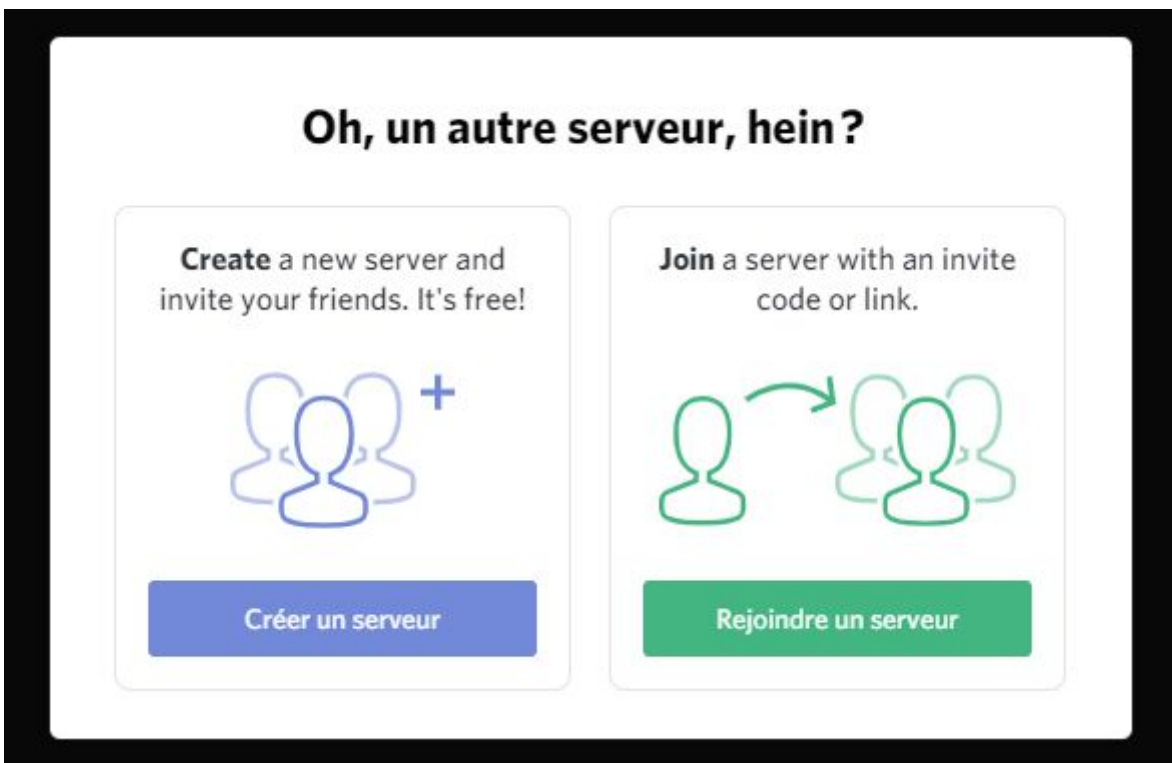 Oh, un autre serveur, hein ?
Create a new server and
invite your friends. It's free!
Créer un serveur
Join a server with an invite
code or link.
Rejoindre un serveur